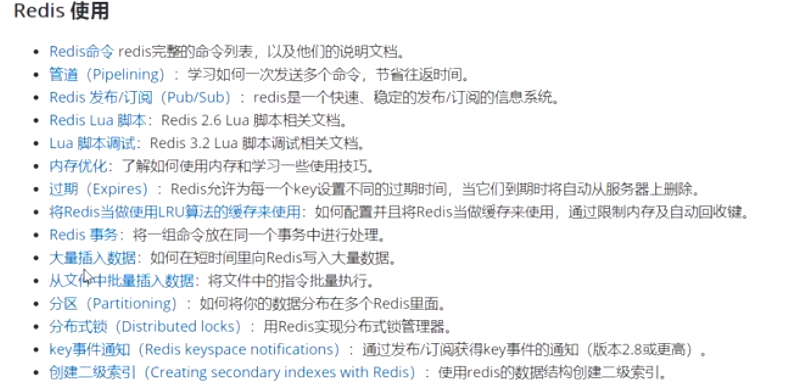 Redis 使用
Redis命令 redis完整的命令列表，以及他们的说明文档。
管道（Pipelining）：学习如何一次发送多个命令，节省往返时间。
Redis 发布/订阅（Pub/Sub）：redis是一个快速、稳定的发布/订阅的信息系统。
Redis Lua 脚本：Redis 2.6 Lua 脚本相关文档。
Lua 脚本调试：Redis 3.2 Lua 脚本调试相关文档。
内存优化：了解如何使用内存和学习一些使用技巧。
过期（Expires）：Redis允许为每一个key设置不同的过期时间，当它们到期时将自动从服务器上删除。
将Redis当做使用LRU算法的缓存来使用：如何配置并且将Redis当做缓存来使用，通过限制内存及自动回收键。
Redis 事务：将一组命令放在同一个事务中进行处理。
大量插入数据：如何在短时间里向Redis写入大量数据。
从文件中批量插入数据：将文件中的指令批量执行。
分区（Partitioning）：如何将你的数据分布在多个Redis里面。
分布式锁（Distributed locks）：用Redis实现分布式锁管理器。
key事件通知（Redis keyspace notifications）：通过发布/订阅获得key事件的通知（版本2.8或更高）。
创建二级索引（Creating secondary indexes with Redis）：使用redis的数据结构创建二级索引。